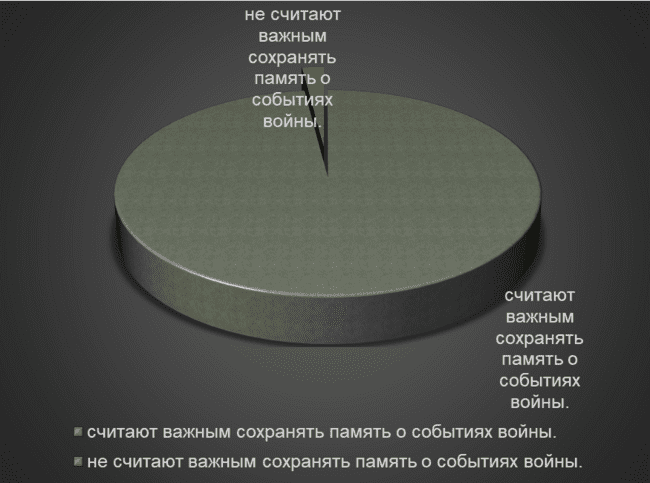 не считают
важным
сохранять
память о
событиях
войны.
считают
важным
сохранять
память о
событиях
войны.
считают важным сохранять память о событиях войны.
не считают важным сохранять память о событиях войны.